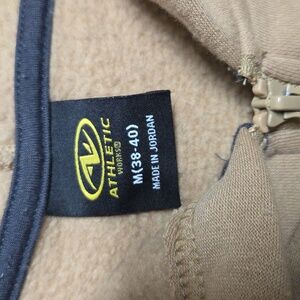 ATHLETIC
WORKS®
M(38-40)
MADE IN JORDAN